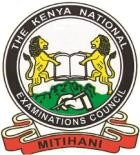 THE KENYA NATIONAL
EXAMINATIONS COUNCIL
MITIHANI